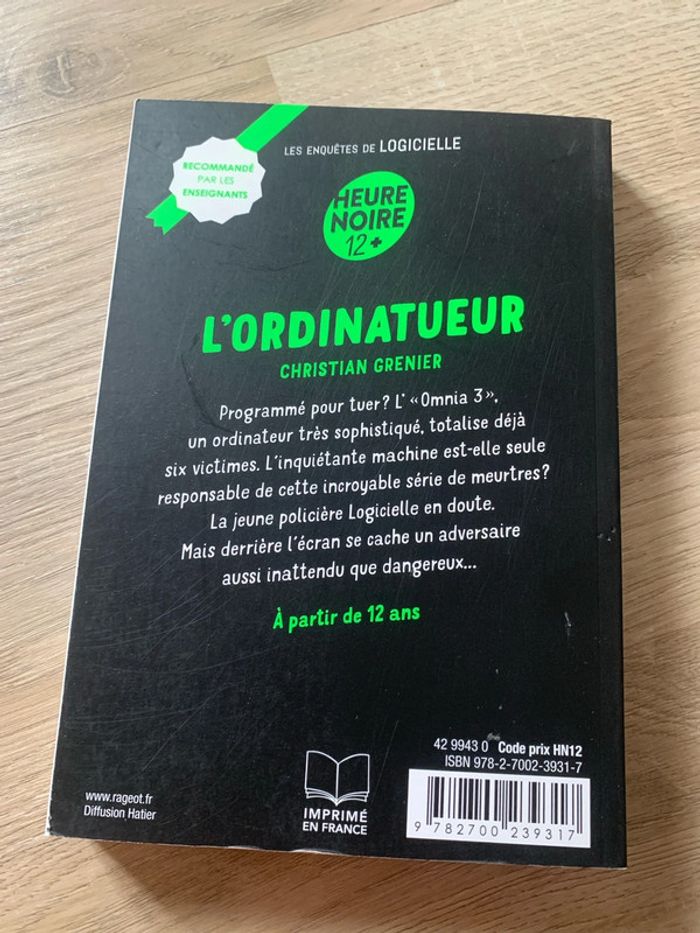 RECOMMANDÉ
PAR LES
ENSEIGNANTS
LES ENQUÊTES DE LOGICIELLE
HEURE
NOIRE
12+
L'ORDINATUEUR
CHRISTIAN GRENIER
Programmé pour tuer? L' «Omnia 3»,
un ordinateur très sophistiqué, totalise déjà
six victimes. L'inquiétante machine est-elle seule
responsable de cette incroyable série de meurtres?
La jeune policière Logicielle en doute.
Mais derrière l'écran se cache un adversaire
aussi inattendu que dangereux...
À partir de 12 ans
42 9943 0 Code prix HN12
ISBN 978-2-7002-3931-7
www.rageot.fr
Diffusion Hatier
IMPRIMÉ
EN FRANCE
9 782700 239317